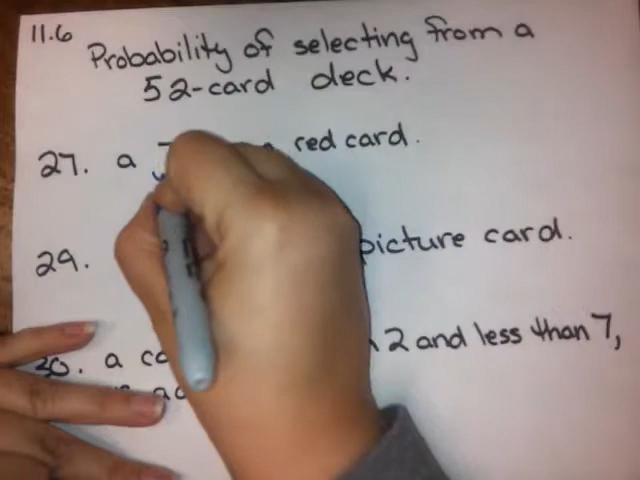 11.6
Probability of selecting from a
52-card deck.
27. a red card.
29. picture card.
30. a 2 and less than 7,